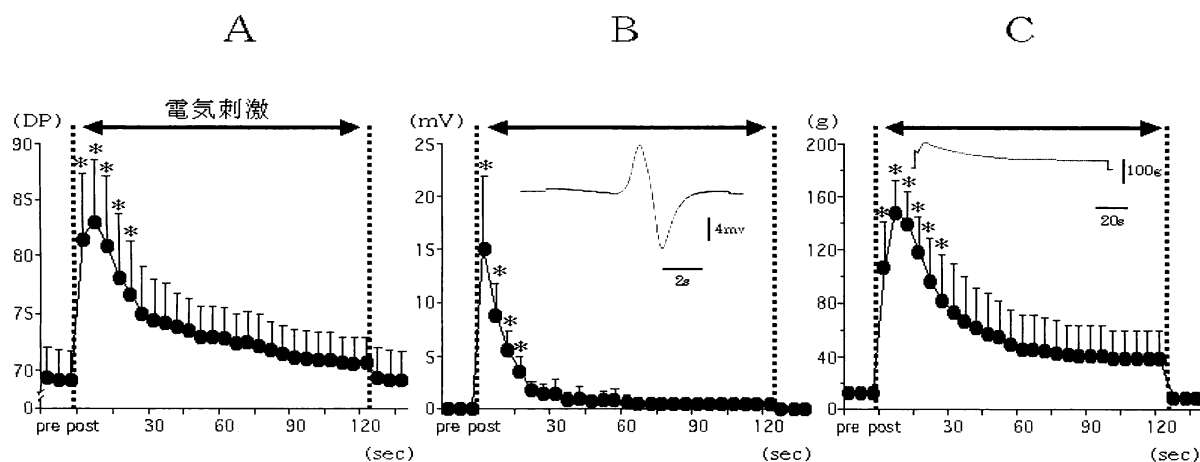 A B C
電気刺激
(DP) (mV) (g)
90 25 200
85 20 160
80 15 120
75 10 80
70 5 40
0 0 0
* * * * *
* * * *
* * * * * *
4mv
2s
100g
20s
pre post 30 60 90 120
(sec)
pre post 30 60 90 120
(sec)
pre post 30 60 90 120
(sec)